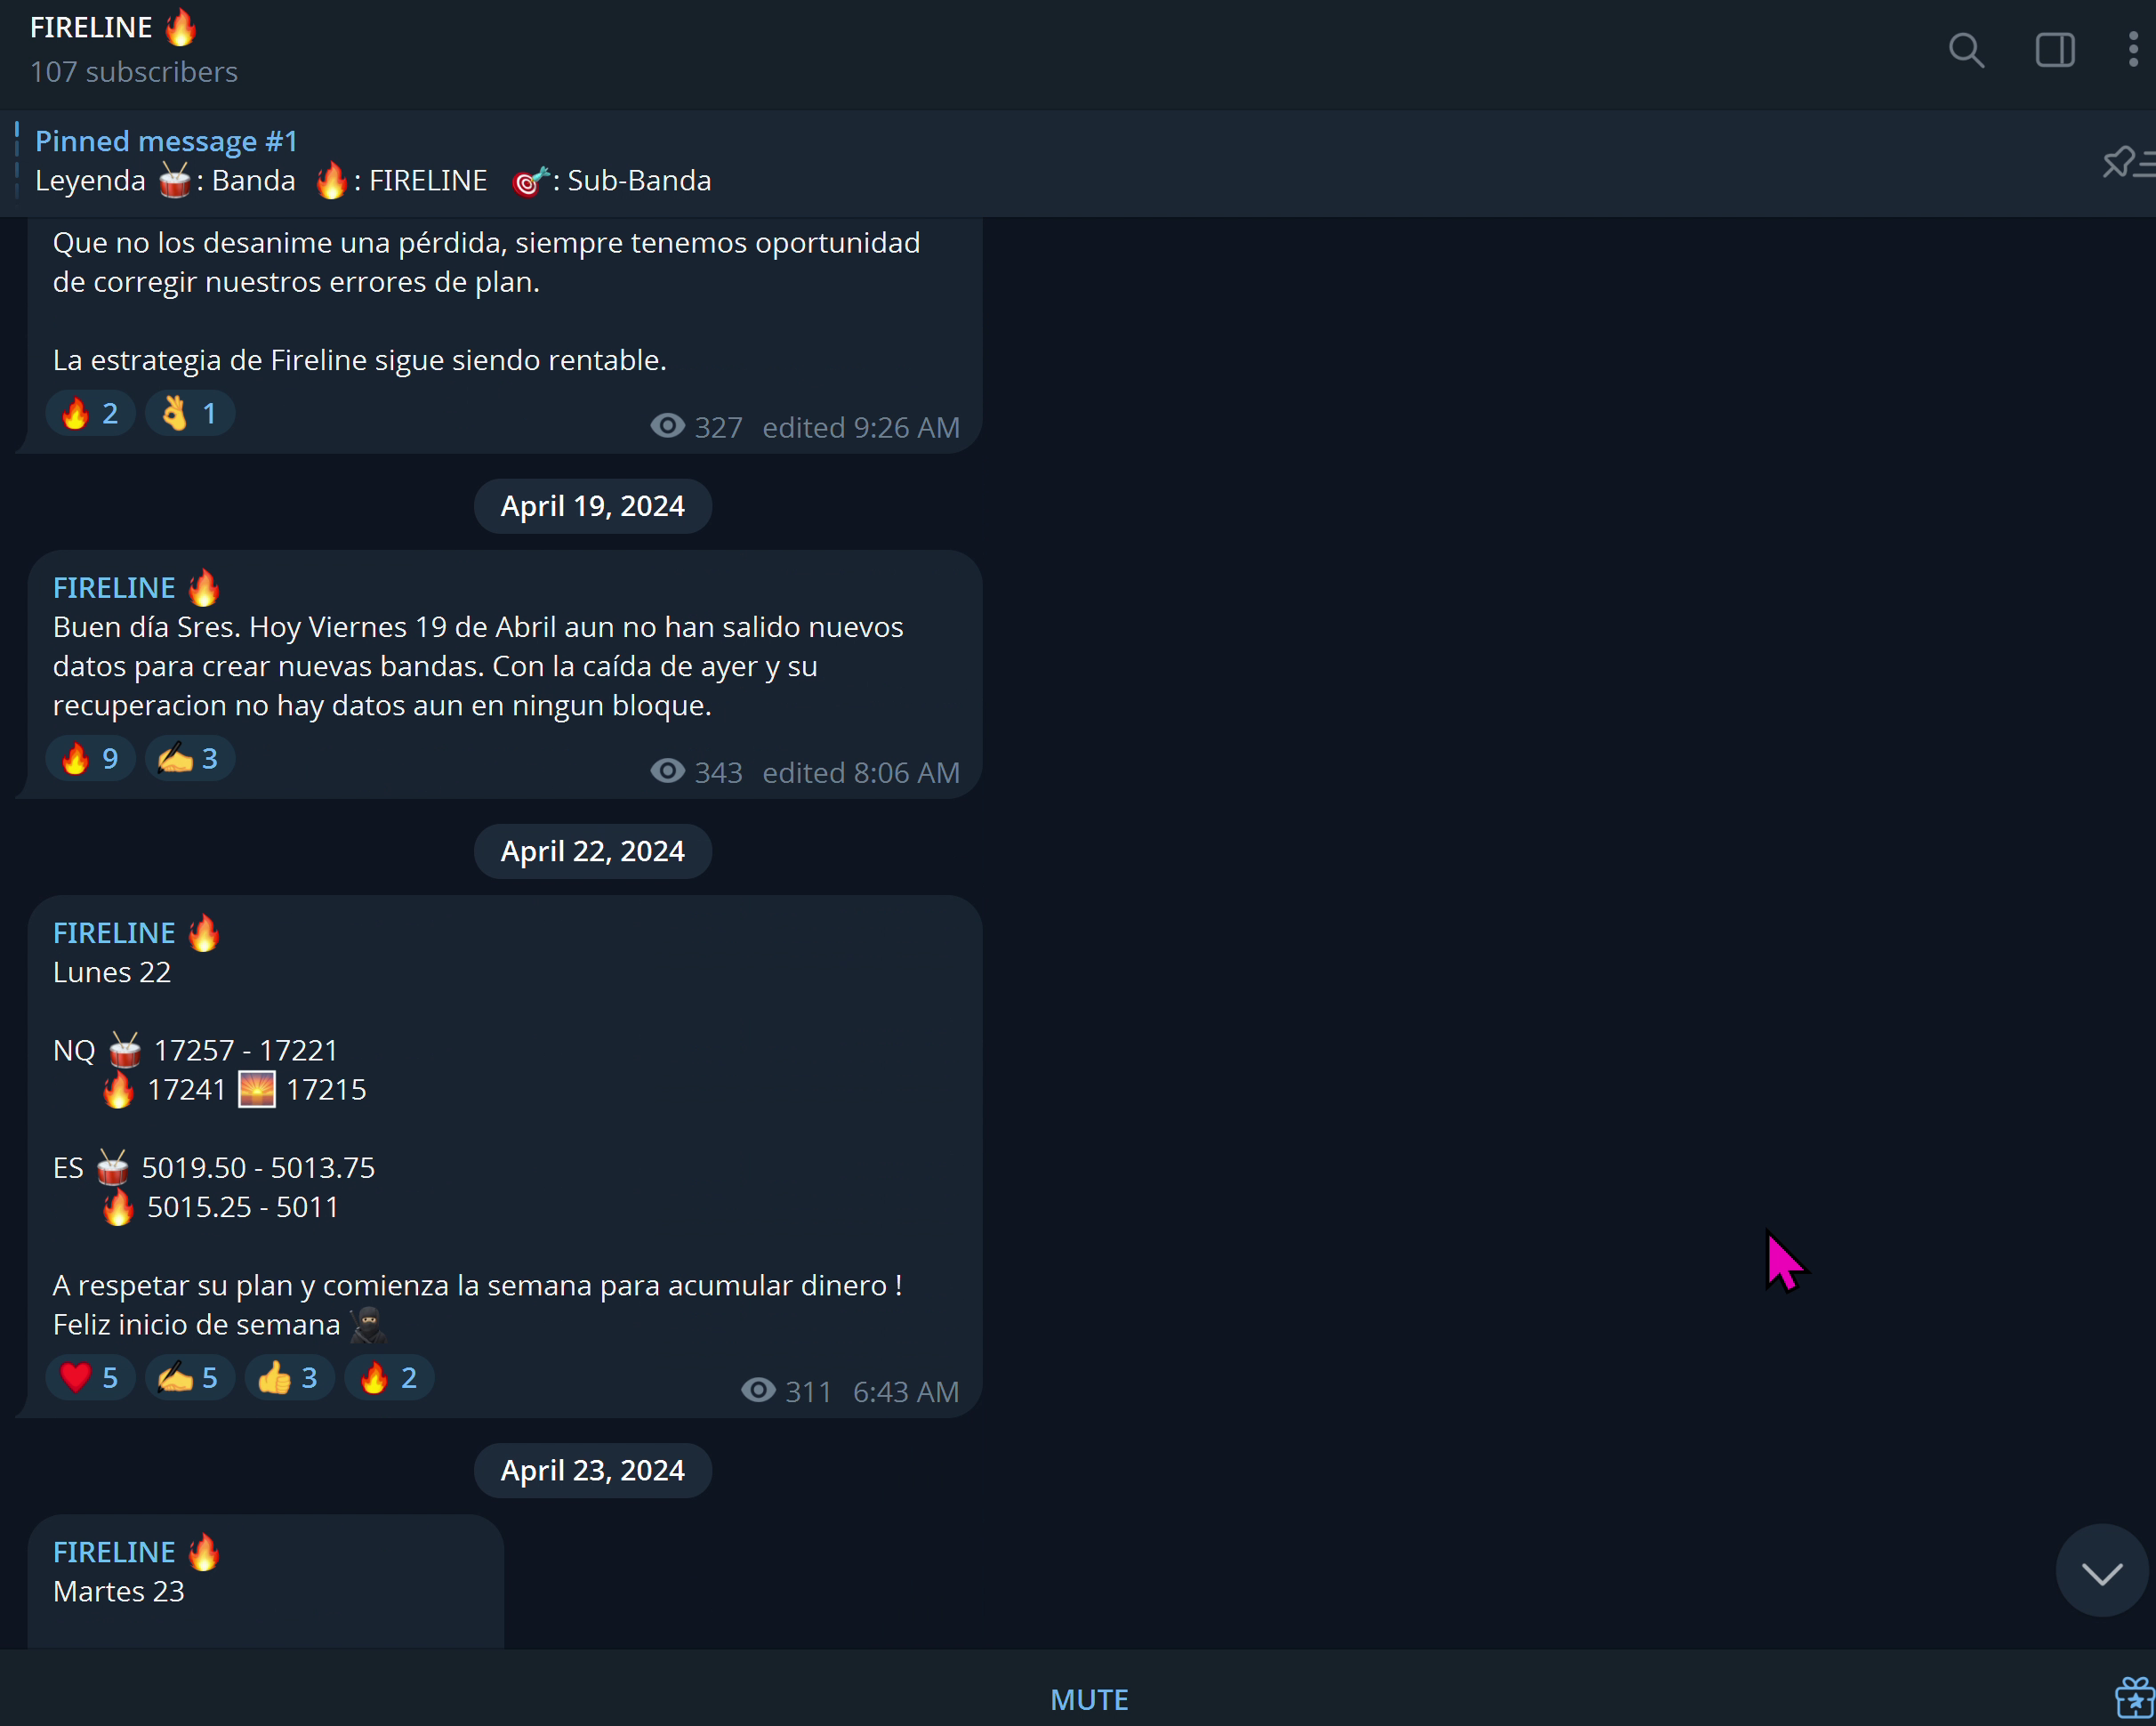 FIRELINE 🔥
107 subscribers
Pinned message #1
Leyenda 🥁: Banda 🔥: FIRELINE 🎯: Sub-Banda
Que no los desanime una pérdida, siempre tenemos oportunidad
de corregir nuestros errores de plan.
La estrategia de Fireline sigue siendo rentable.
🔥 2 👌 1
327 edited 9:26 AM
April 19, 2024
FIRELINE 🔥
Buen día Sres. Hoy Viernes 19 de Abril aun no han salido nuevos
datos para crear nuevas bandas. Con la caída de ayer y su
recuperacion no hay datos aun en ningun bloque.
🔥 9 ✍ 3
343 edited 8:06 AM
April 22, 2024
FIRELINE 🔥
Lunes 22
NQ 🥁 17257 - 17221
🔥 17241 🌅 17215
ES 🥁 5019.50 - 5013.75
🔥 5015.25 - 5011
A respetar su plan y comienza la semana para acumular dinero !
Feliz inicio de semana 🥷
❤ 5 ✍ 5 👍 3 🔥 2
311 6:43 AM
April 23, 2024
FIRELINE 🔥
Martes 23
MUTE